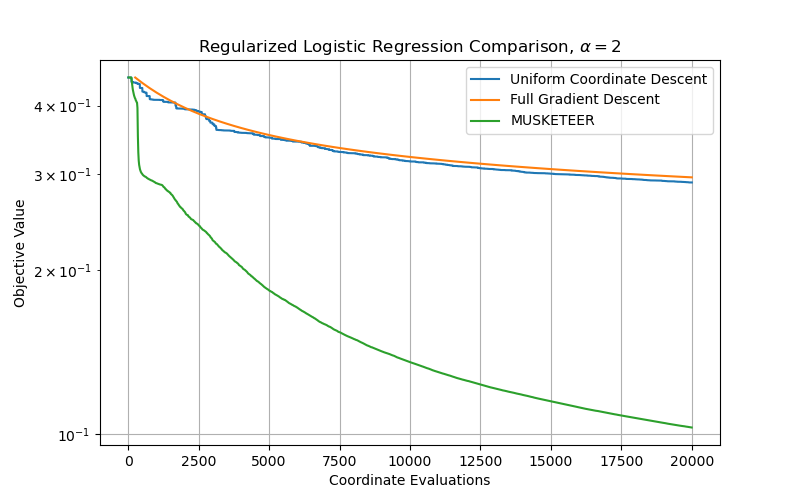 Regularized Logistic Regression Comparison, α = 2
Uniform Coordinate Descent
Full Gradient Descent
MUSKETEER
Objective Value
4 × 10⁻¹
3 × 10⁻¹
2 × 10⁻¹
10⁻¹
0 2500 5000 7500 10000 12500 15000 17500 20000
Coordinate Evaluations